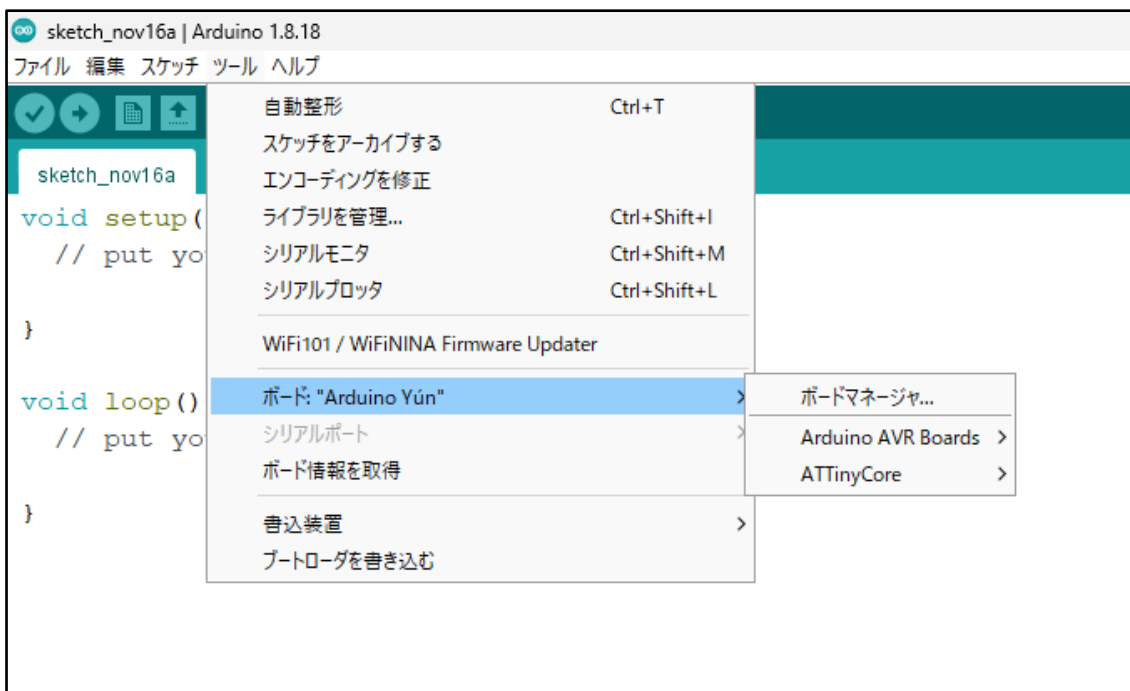 sketch_nov16a | Arduino 1.8.18
ファイル 編集 スケッチ ツール ヘルプ
sketch_nov16a
void setup(
// put yo
}
void loop()
// put yo
}
自動整形 Ctrl+T
スケッチをアーカイブする
エンコーディングを修正
ライブラリを管理... Ctrl+Shift+I
シリアルモニタ Ctrl+Shift+M
シリアルプロッタ Ctrl+Shift+L
WiFi101 / WiFiNINA Firmware Updater
ボード: "Arduino Yún"
シリアルポート
ボード情報を取得
書込装置
ブートローダを書き込む
ボードマネージャ...
Arduino AVR Boards
ATTinyCore